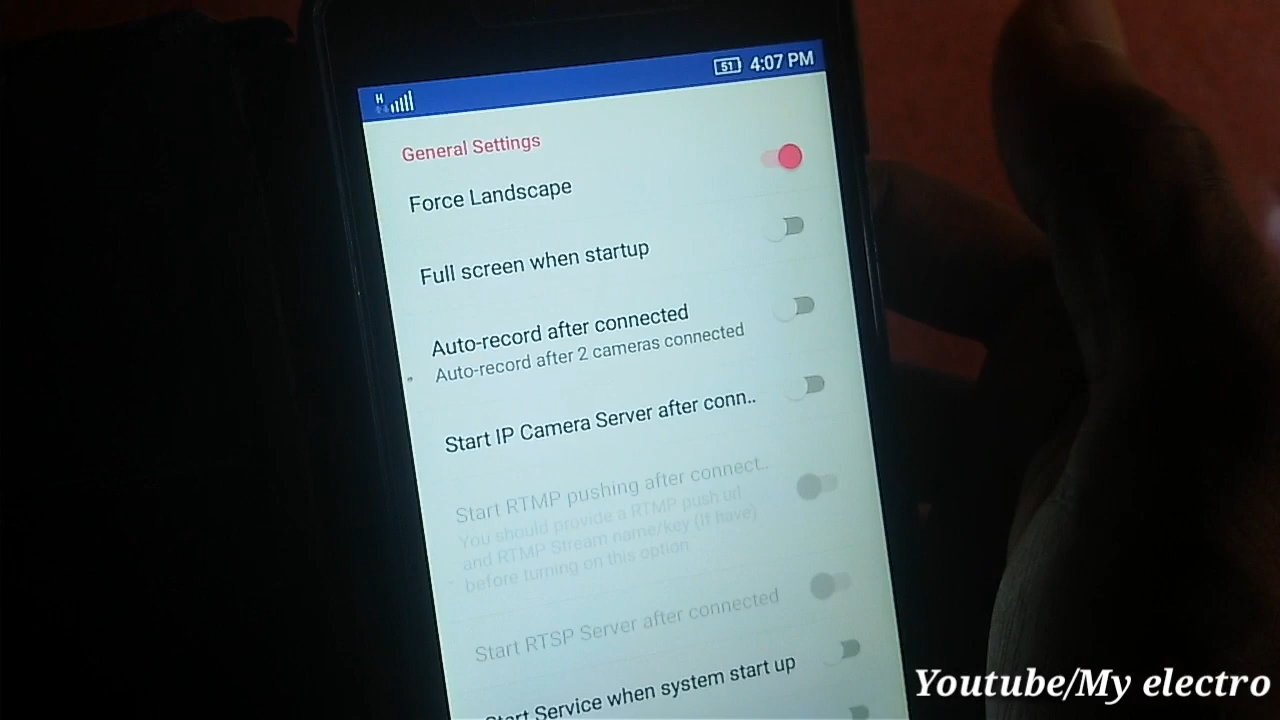 H
51 4:07 PM
General Settings
Force Landscape
Full screen when startup
Auto-record after connected
Auto-record after 2 cameras connected
Start IP Camera Server after conn..
Start RTMP pushing after connect..
You should provide a RTMP push url
and RTMP Stream name/key (If have)
before turning on this option
Start RTSP Server after connected
Start Service when system start up
Youtube/My electro